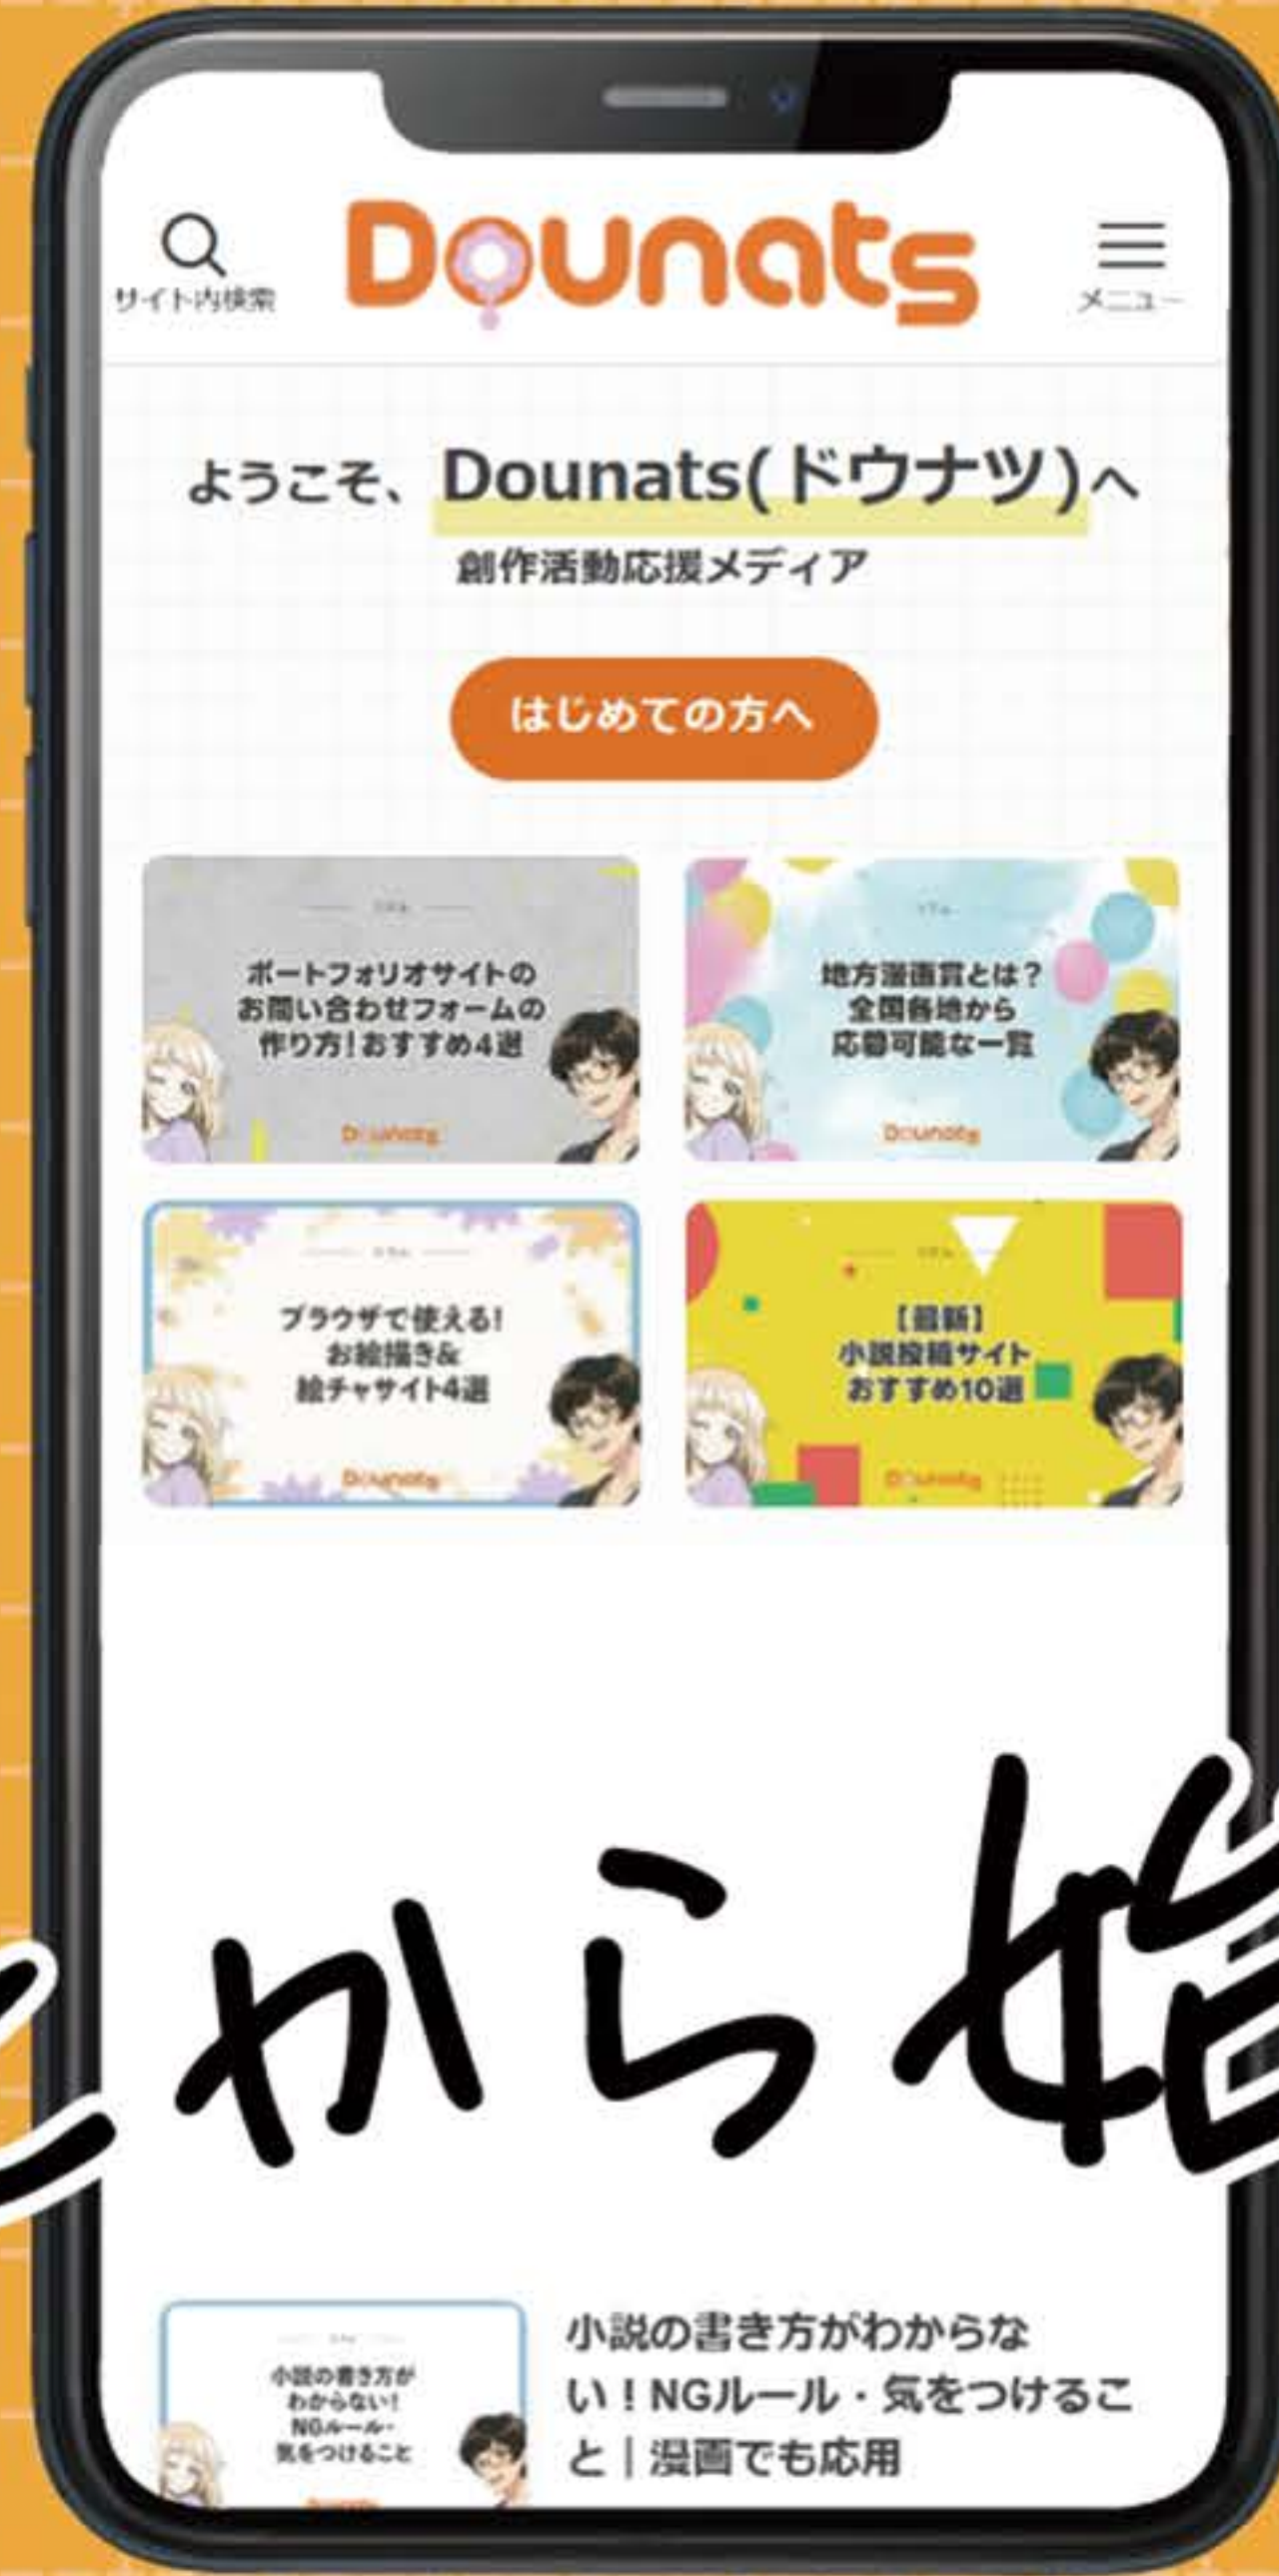 サイト内検索
Dounats
メニュー
ようこそ、Dounats(ドウナツ)へ
創作活動応援メディア
はじめての方へ
ポートフォリオサイトの
お問い合わせフォームの
作り方!おすすめ4選
Dounats
地方漫画賞とは?
全国各地から
応募可能な一覧
Dounats
ブラウザで使える!
お絵描き&
絵チャサイト4選
Dounats
【最新】
小説投稿サイト
おすすめ10選
Dounats
から始
小説の書き方が
わからない!
NGルール・
気をつけること
小説の書き方がわからな
い!NGルール・気をつけるこ
と|漫画でも応用